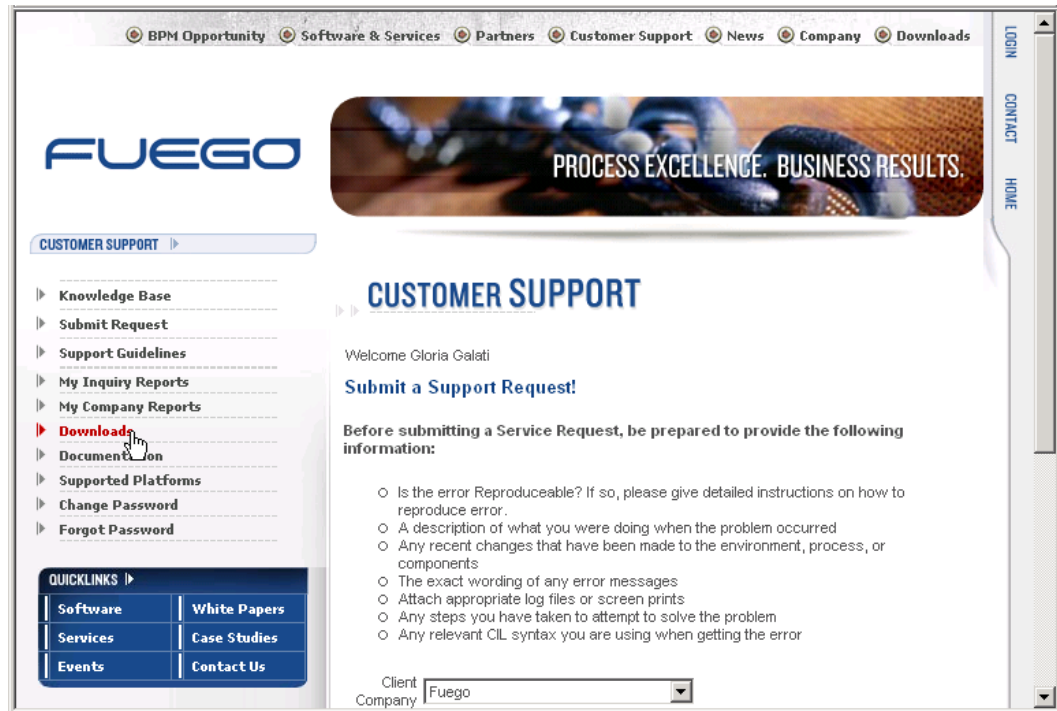 BPM Opportunity Software & Services Partners Customer Support News Company Downloads
LOGIN
CONTACT
HOME
FUEGO
PROCESS EXCELLENCE. BUSINESS RESULTS.
CUSTOMER SUPPORT
Knowledge Base
Submit Request
Support Guidelines
My Inquiry Reports
My Company Reports
Downloads
Documentation
Supported Platforms
Change Password
Forgot Password
QUICKLINKS
Software White Papers
Services Case Studies
Events Contact Us
CUSTOMER SUPPORT
Welcome Gloria Galati
Submit a Support Request!
Before submitting a Service Request, be prepared to provide the following
information:
Is the error Reproduceable? If so, please give detailed instructions on how to
reproduce error.
A description of what you were doing when the problem occurred
Any recent changes that have been made to the environment, process, or
components
The exact wording of any error messages
Attach appropriate log files or screen prints
Any steps you have taken to attempt to solve the problem
Any relevant CIL syntax you are using when getting the error
Client
Company Fuego